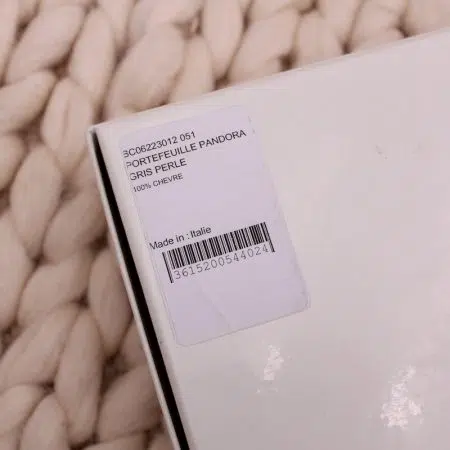 3C06223012 051
PORTEFEUILLE PANDORA
GRIS PERLE
100% CHEVRE
Made in : Italie
3615200544024